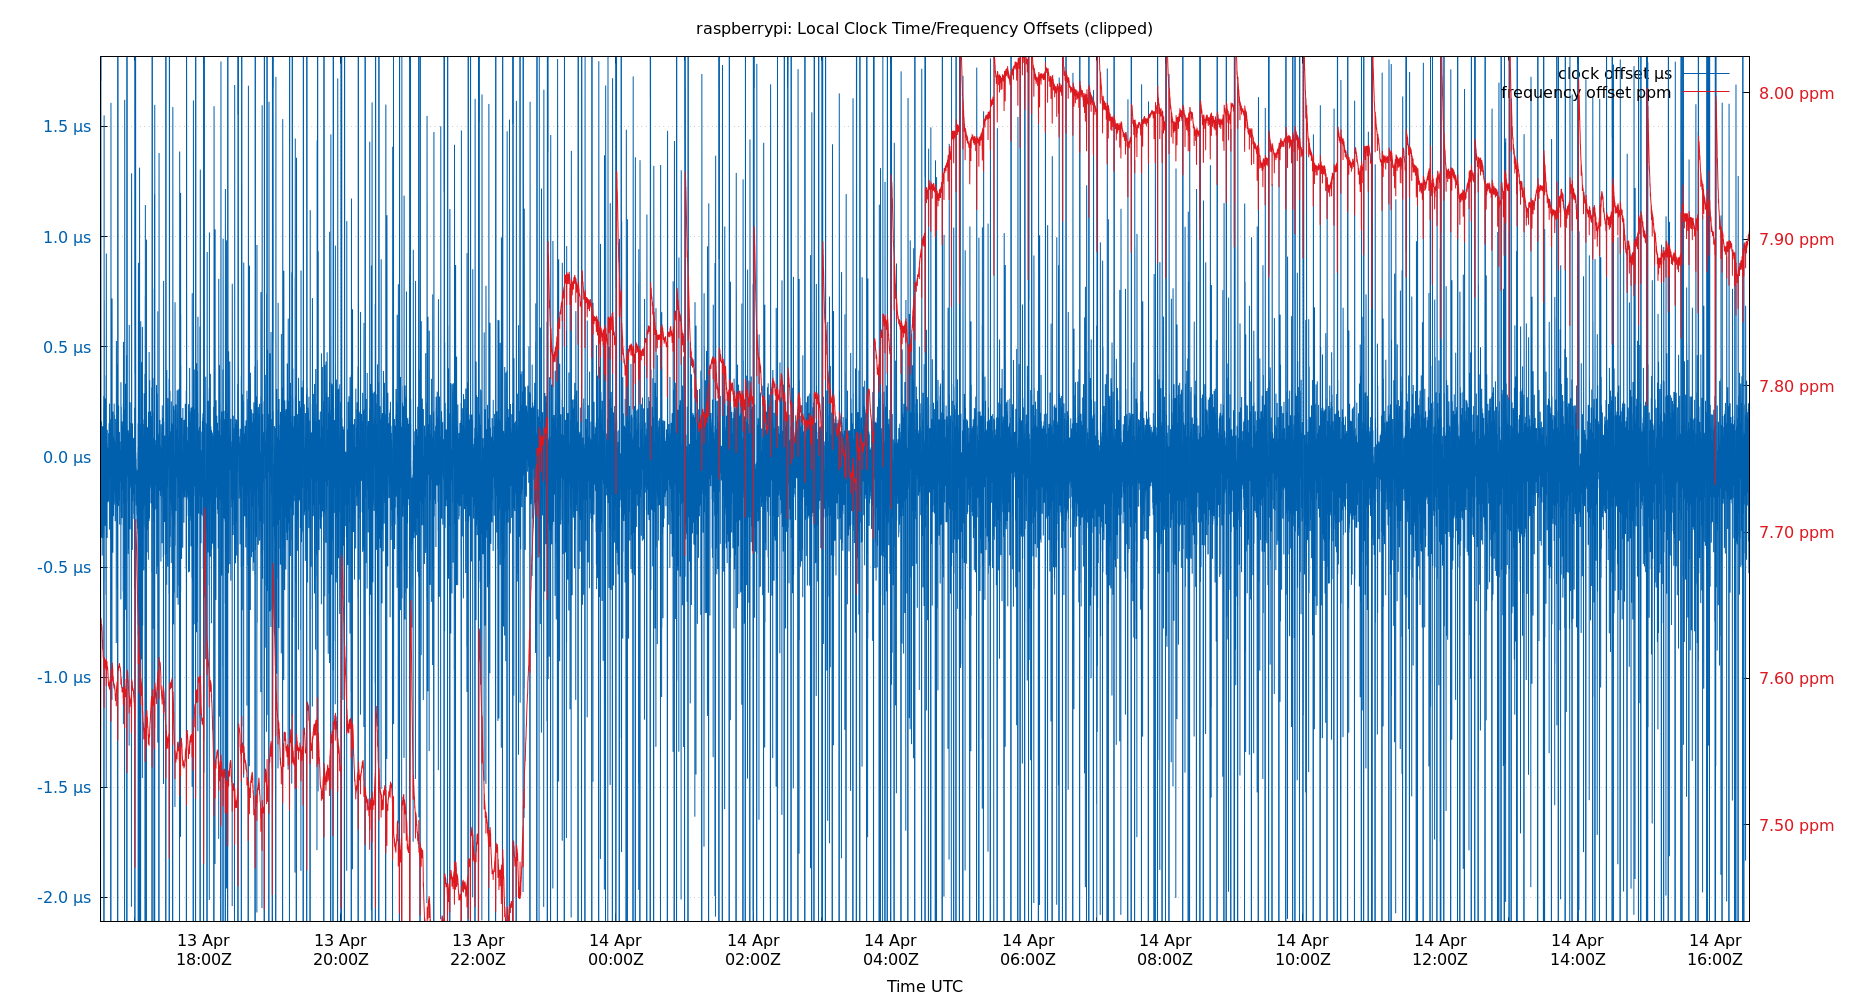 raspberrypi: Local Clock Time/Frequency Offsets (clipped)
clock offset µs
frequency offset ppm
1.5 µs
1.0 µs
0.5 µs
0.0 µs
-0.5 µs
-1.0 µs
-1.5 µs
-2.0 µs
8.00 ppm
7.90 ppm
7.80 ppm
7.70 ppm
7.60 ppm
7.50 ppm
13 Apr 13 Apr 13 Apr 14 Apr 14 Apr 14 Apr 14 Apr 14 Apr 14 Apr 14 Apr 14 Apr 14 Apr
18:00Z 20:00Z 22:00Z 00:00Z 02:00Z 04:00Z 06:00Z 08:00Z 10:00Z 12:00Z 14:00Z 16:00Z
Time UTC